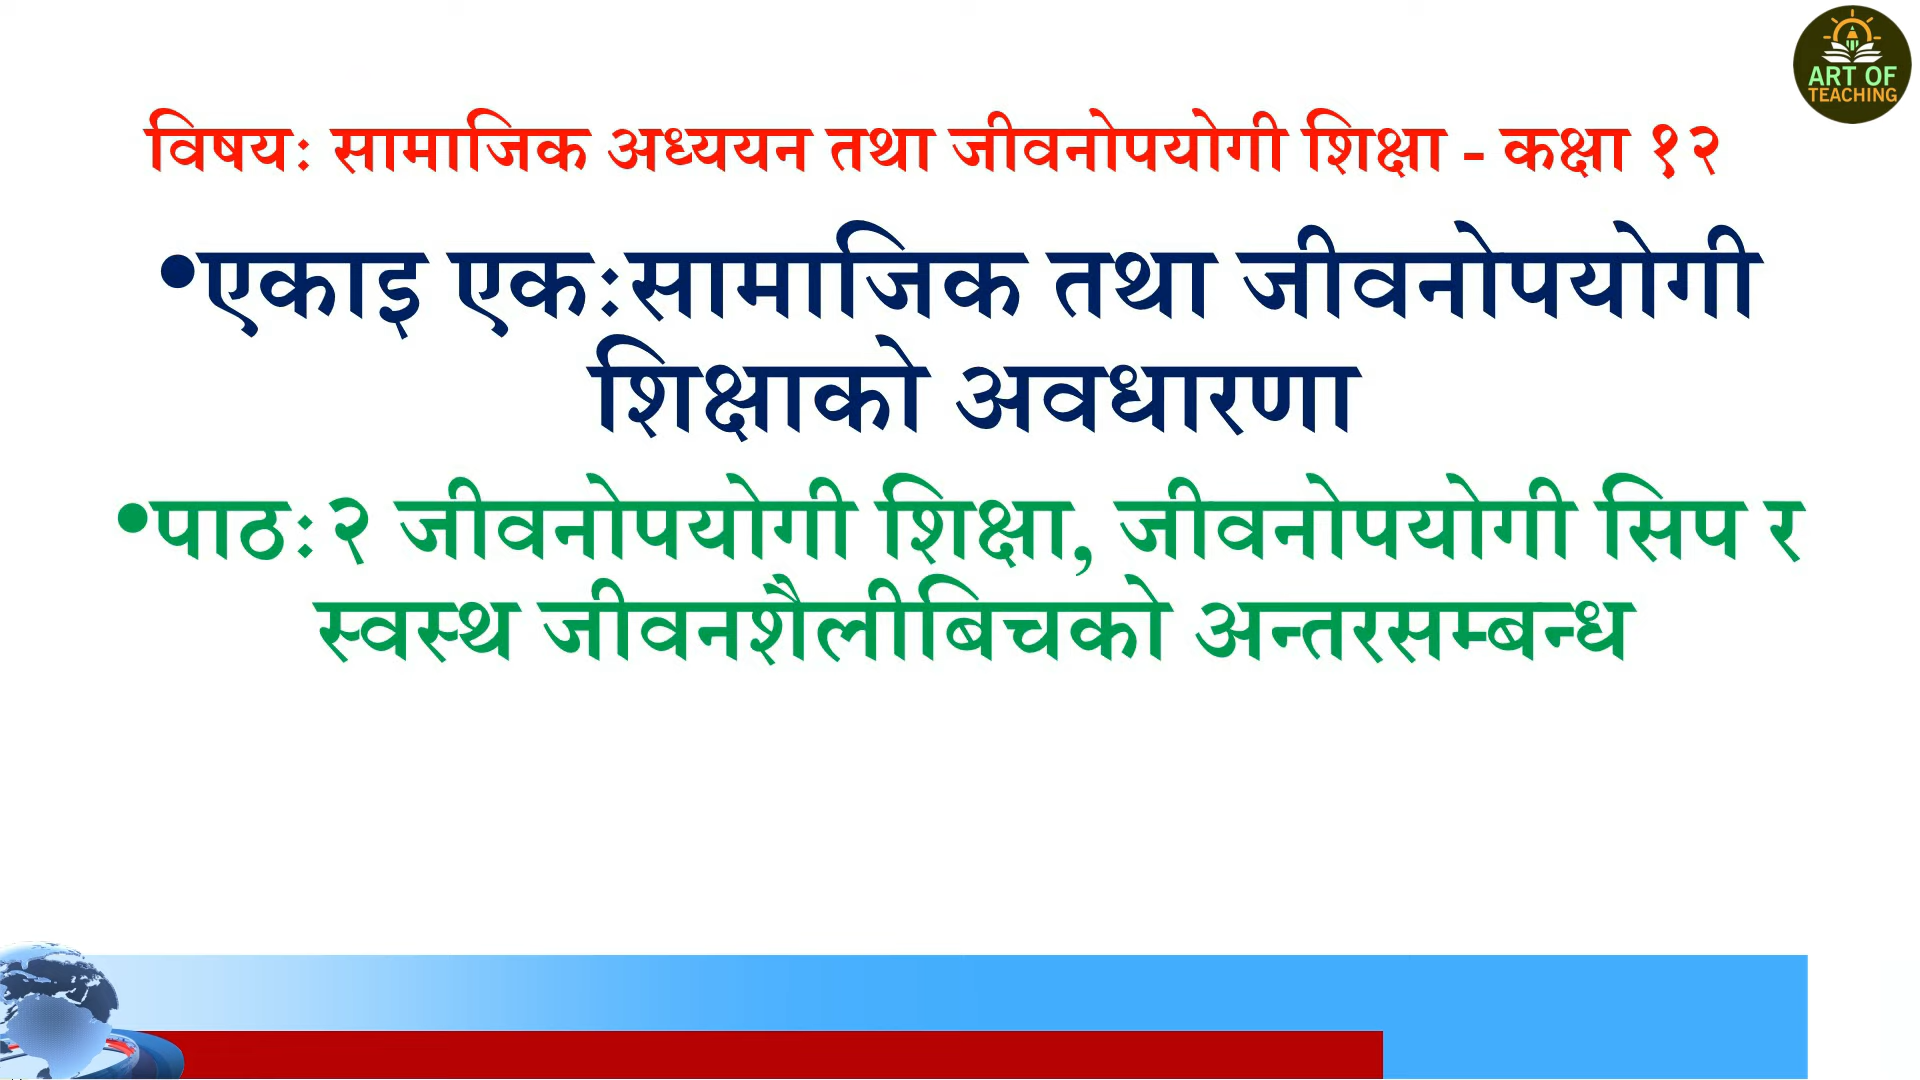 ART OF
TEACHING
विषयः सामाजिक अध्ययन तथा जीवनोपयोगी शिक्षा - कक्षा १२
•एकाइ एकःसामाजिक तथा जीवनोपयोगी
शिक्षाको अवधारणा
•पाठः२ जीवनोपयोगी शिक्षा, जीवनोपयोगी सिप र
स्वस्थ जीवनशैलीबिचको अन्तरसम्बन्ध